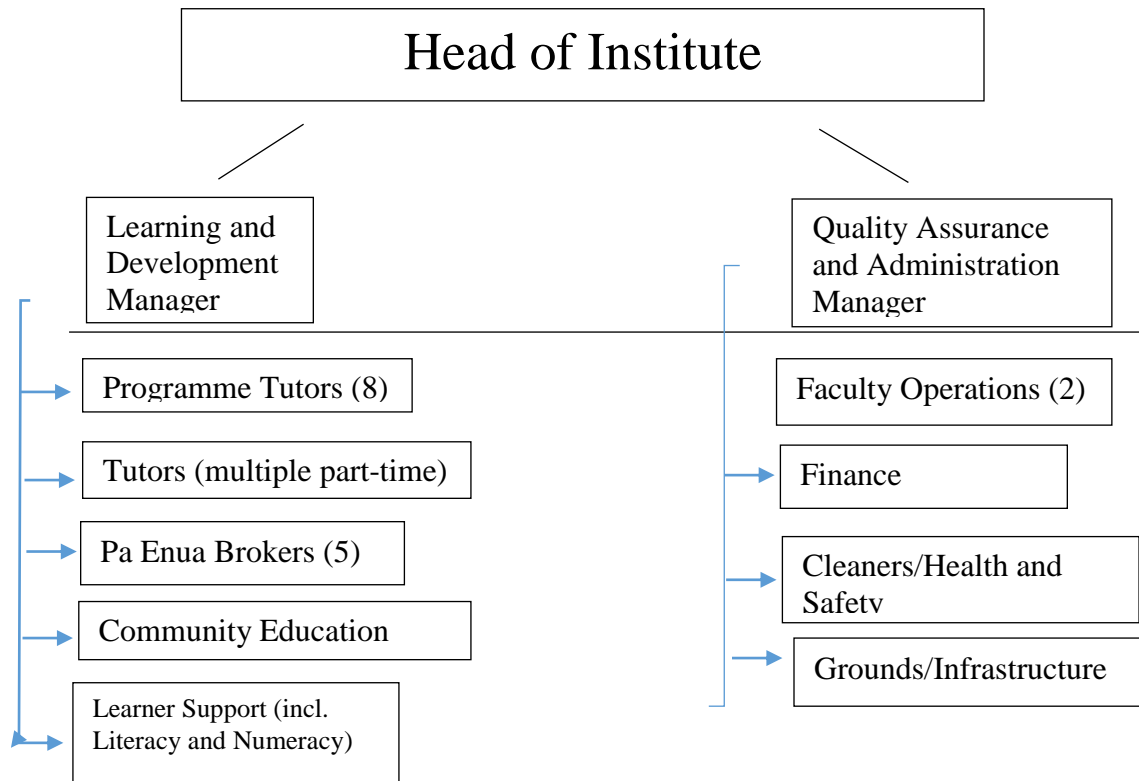 Head of Institute
Learning and
Development
Manager
Quality Assurance
and Administration
Manager
Programme Tutors (8)
Tutors (multiple part-time)
Pa Enua Brokers (5)
Community Education
Learner Support (incl.
Literacy and Numeracy)
Faculty Operations (2)
Finance
Cleaners/Health and
Safety
Grounds/Infrastructure